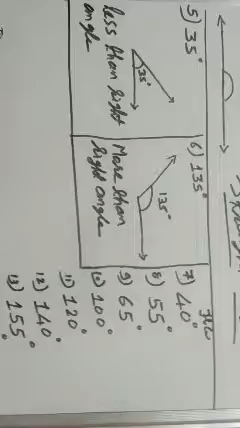 5) 35°
35°
less than right
angle
6) 135°
135°
More than
right angle
7) 40°
8) 55°
9) 65°
10) 100°
11) 120°
12) 140°
13) 155°